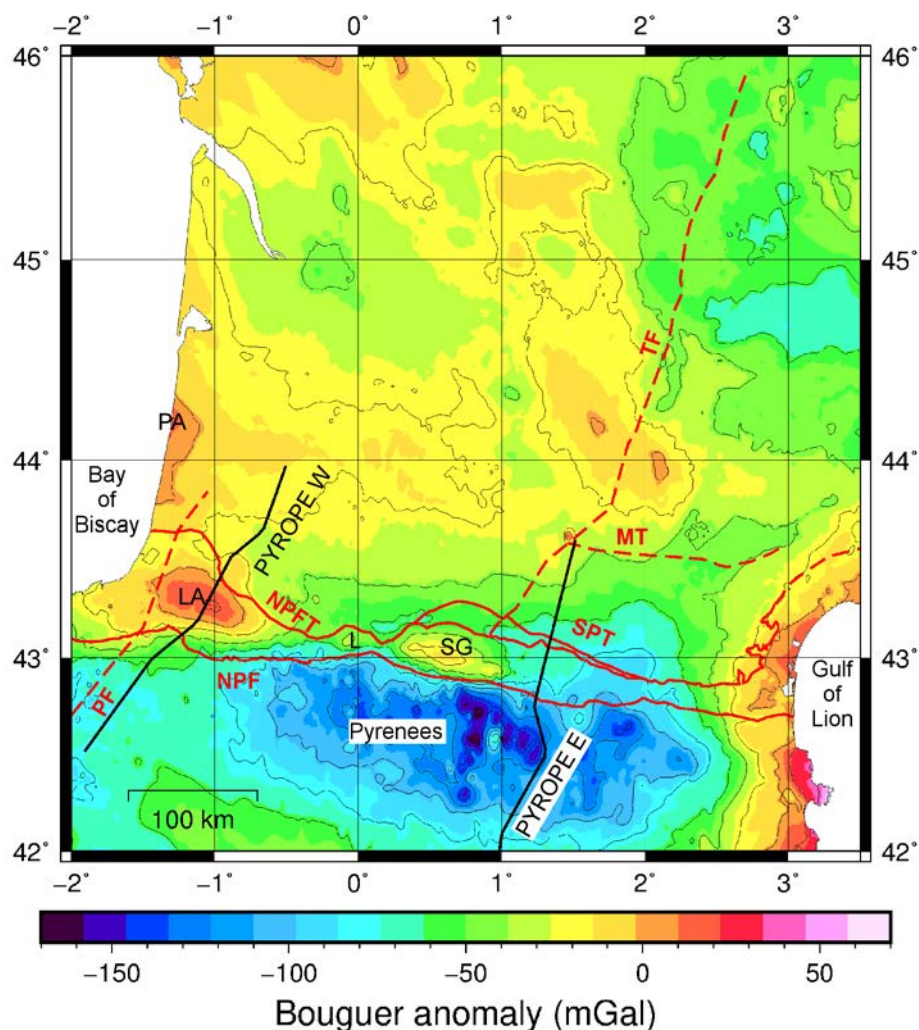 −2° −1° 0° 1° 2° 3°
46° 46°
45° 45°
TF
PA
44° 44°
Bay
of
Biscay
PYROPE W
MT
LA
NPFT
SPT
L
SG
43° 43°
NPF
Gulf
of
Lion
PF
Pyrenees
PYROPE E
100 km
42° 42°
−2° −1° 0° 1° 2° 3°
−150 −100 −50 0 50
Bouguer anomaly (mGal)